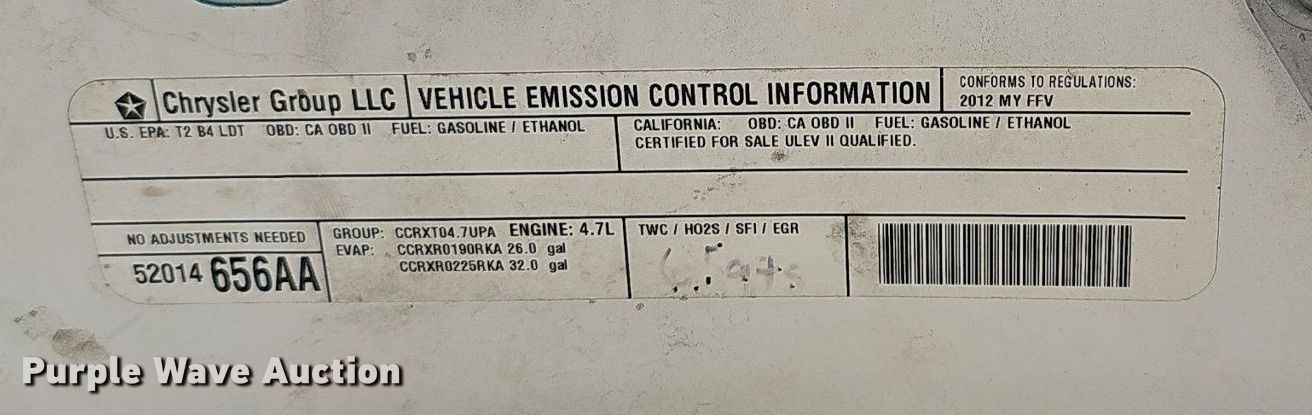 Chrysler Group LLC
VEHICLE EMISSION CONTROL INFORMATION
CONFORMS TO REGULATIONS:
2012 MY FFV
U.S. EPA: T2 B4 LDT OBD: CA OBD II FUEL: GASOLINE / ETHANOL
CALIFORNIA: OBD: CA OBD II FUEL: GASOLINE / ETHANOL
CERTIFIED FOR SALE ULEV II QUALIFIED.
NO ADJUSTMENTS NEEDED
52014 656AA
GROUP: CCRXT04.7UPA ENGINE: 4.7L
EVAP: CCRXR0190RKA 26.0 gal
CCRXR0225RKA 32.0 gal
TWC / HO2S / SFI / EGR
Purple Wave Auction